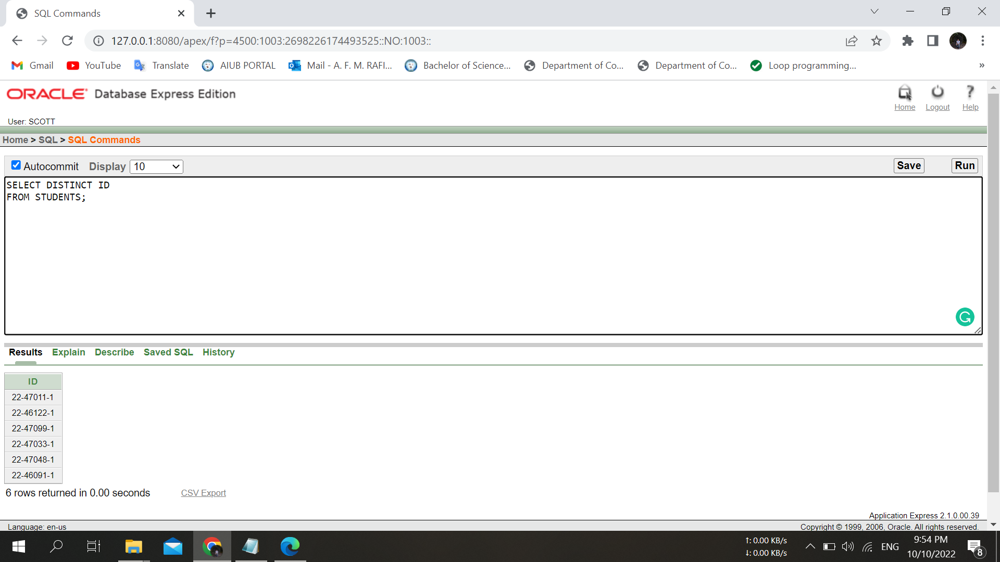 SQL Commands
127.0.0.1:8080/apex/f?p=4500:1003:2698226174493525::NO:1003::
Gmail YouTube Translate AIUB PORTAL Mail - A. F. M. RAFI... Bachelor of Science... Department of Co... Department of Co... Loop programming... »
ORACLE Database Express Edition
Home Logout Help
User: SCOTT
Home > SQL > SQL Commands
Autocommit Display 10 Save Run
SELECT DISTINCT ID
FROM STUDENTS;
Results Explain Describe Saved SQL History
ID
22-47011-1
22-46122-1
22-47099-1
22-47033-1
22-47048-1
22-46091-1
6 rows returned in 0.00 seconds CSV Export
Application Express 2.1.0.00.39
Language: en-us Copyright © 1999, 2006, Oracle. All rights reserved.
↑: 0.00 KB/s
↓: 0.00 KB/s
ENG
9:54 PM
10/10/2022
8